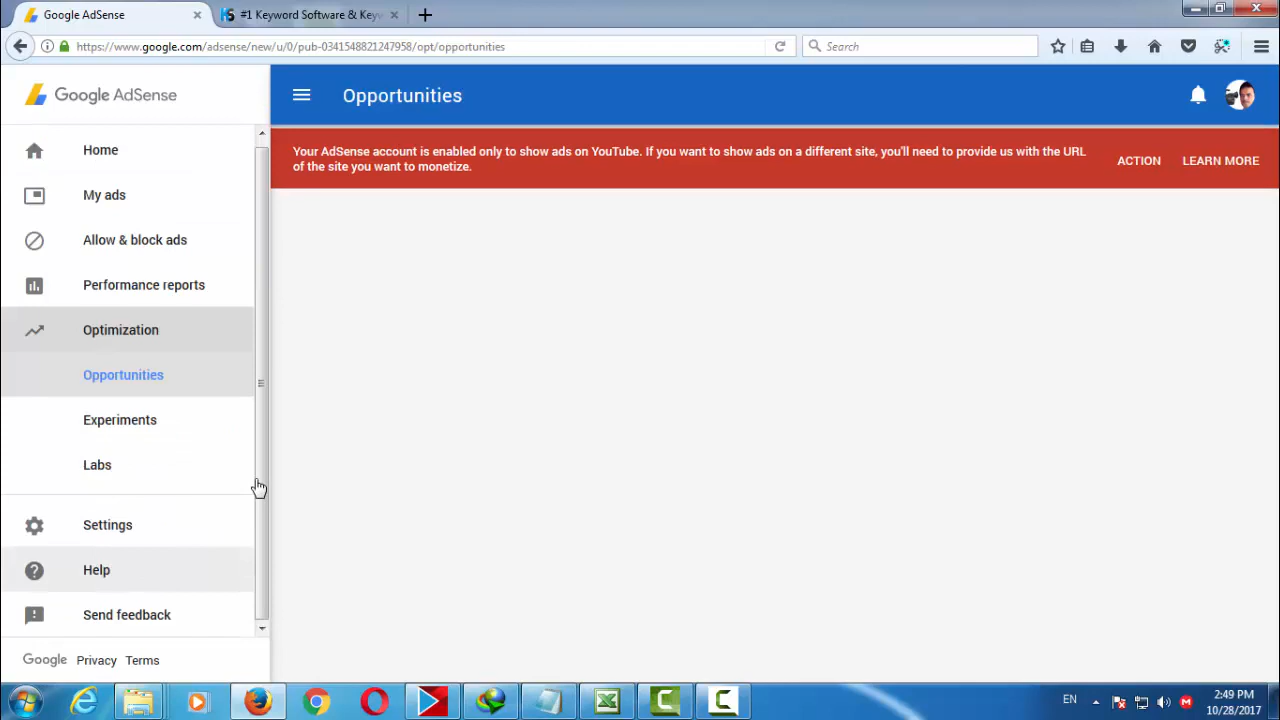 Google AdSense
#1 Keyword Software & Keyw
https://www.google.com/adsense/new/u/0/pub-0341548821247958/opt/opportunities
Search
Google AdSense
Opportunities
Your AdSense account is enabled only to show ads on YouTube. If you want to show ads on a different site, you'll need to provide us with the URL
of the site you want to monetize.
ACTION
LEARN MORE
Home
My ads
Allow & block ads
Performance reports
Optimization
Opportunities
Experiments
Labs
Settings
Help
Send feedback
Google Privacy Terms
EN
2:49 PM
10/28/2017